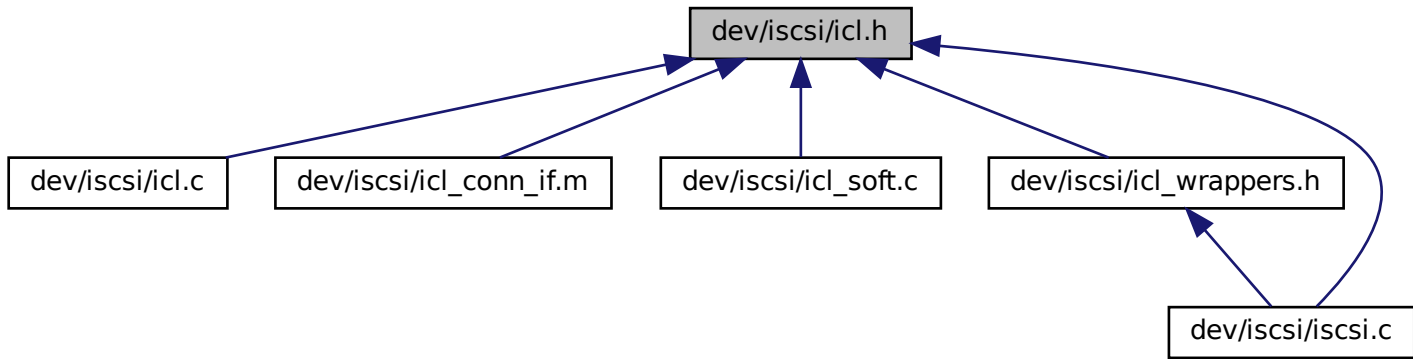 dev/iscsi/icl.h
dev/iscsi/icl.c
dev/iscsi/icl_conn_if.m
dev/iscsi/icl_soft.c
dev/iscsi/icl_wrappers.h
dev/iscsi/iscsi.c